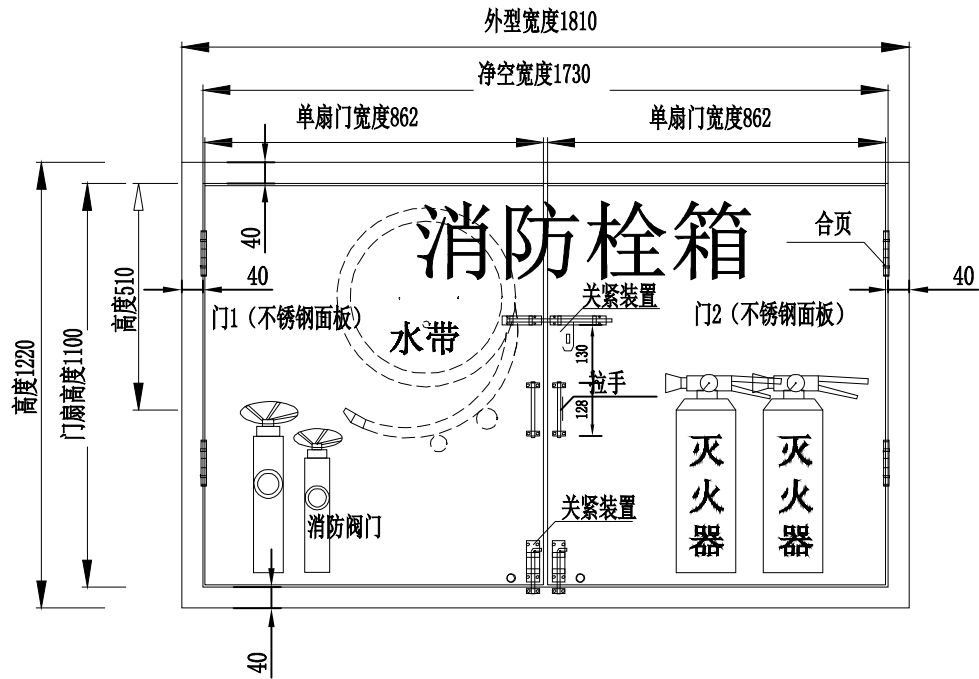 外型宽度1810
净空宽度1730
单扇门宽度862
单扇门宽度862
消防栓箱
合页
40
40
40
关紧装置
门1（不锈钢面板）
门2（不锈钢面板）
水带
高度510
门扇高度1100
高度1220
130
拉手
128
灭火器
灭火器
关紧装置
消防阀门
40